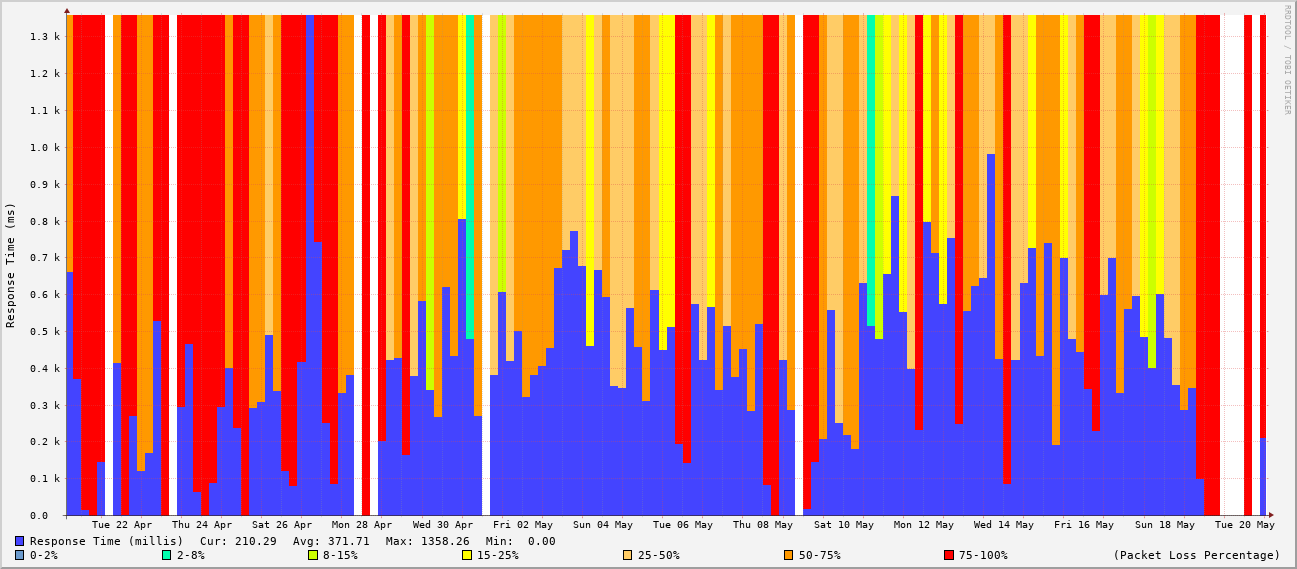 RRDTOOL / TOBI OETIKER
Response Time (ms)
1.3 k
1.2 k
1.1 k
1.0 k
0.9 k
0.8 k
0.7 k
0.6 k
0.5 k
0.4 k
0.3 k
0.2 k
0.1 k
0.0
Tue 22 Apr Thu 24 Apr Sat 26 Apr Mon 28 Apr Wed 30 Apr Fri 02 May Sun 04 May Tue 06 May Thu 08 May Sat 10 May Mon 12 May Wed 14 May Fri 16 May Sun 18 May Tue 20 May
Response Time (millis) Cur: 210.29 Avg: 371.71 Max: 1358.26 Min: 0.00
0-2% 2-8% 8-15% 15-25% 25-50% 50-75% 75-100% (Packet Loss Percentage)